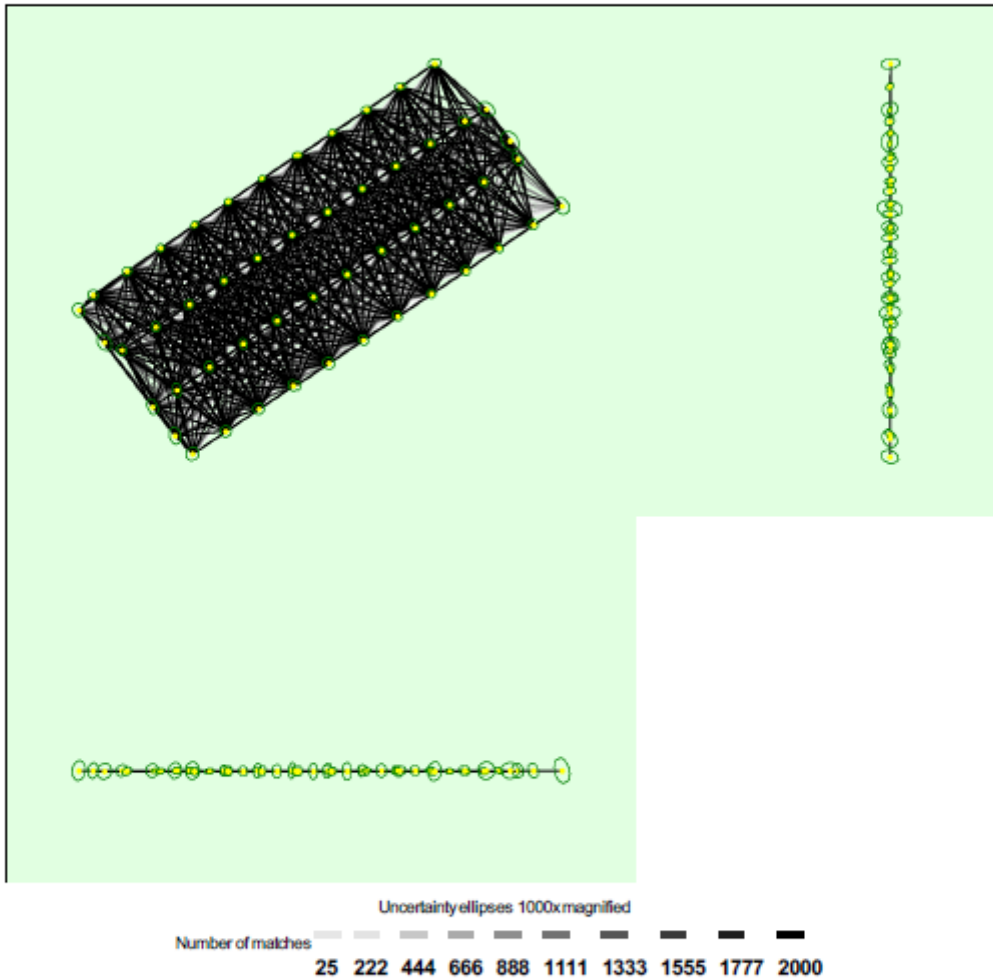 Uncertainty ellipses 1000x magnified
Number of matches
25 222 444 666 888 1111 1333 1555 1777 2000